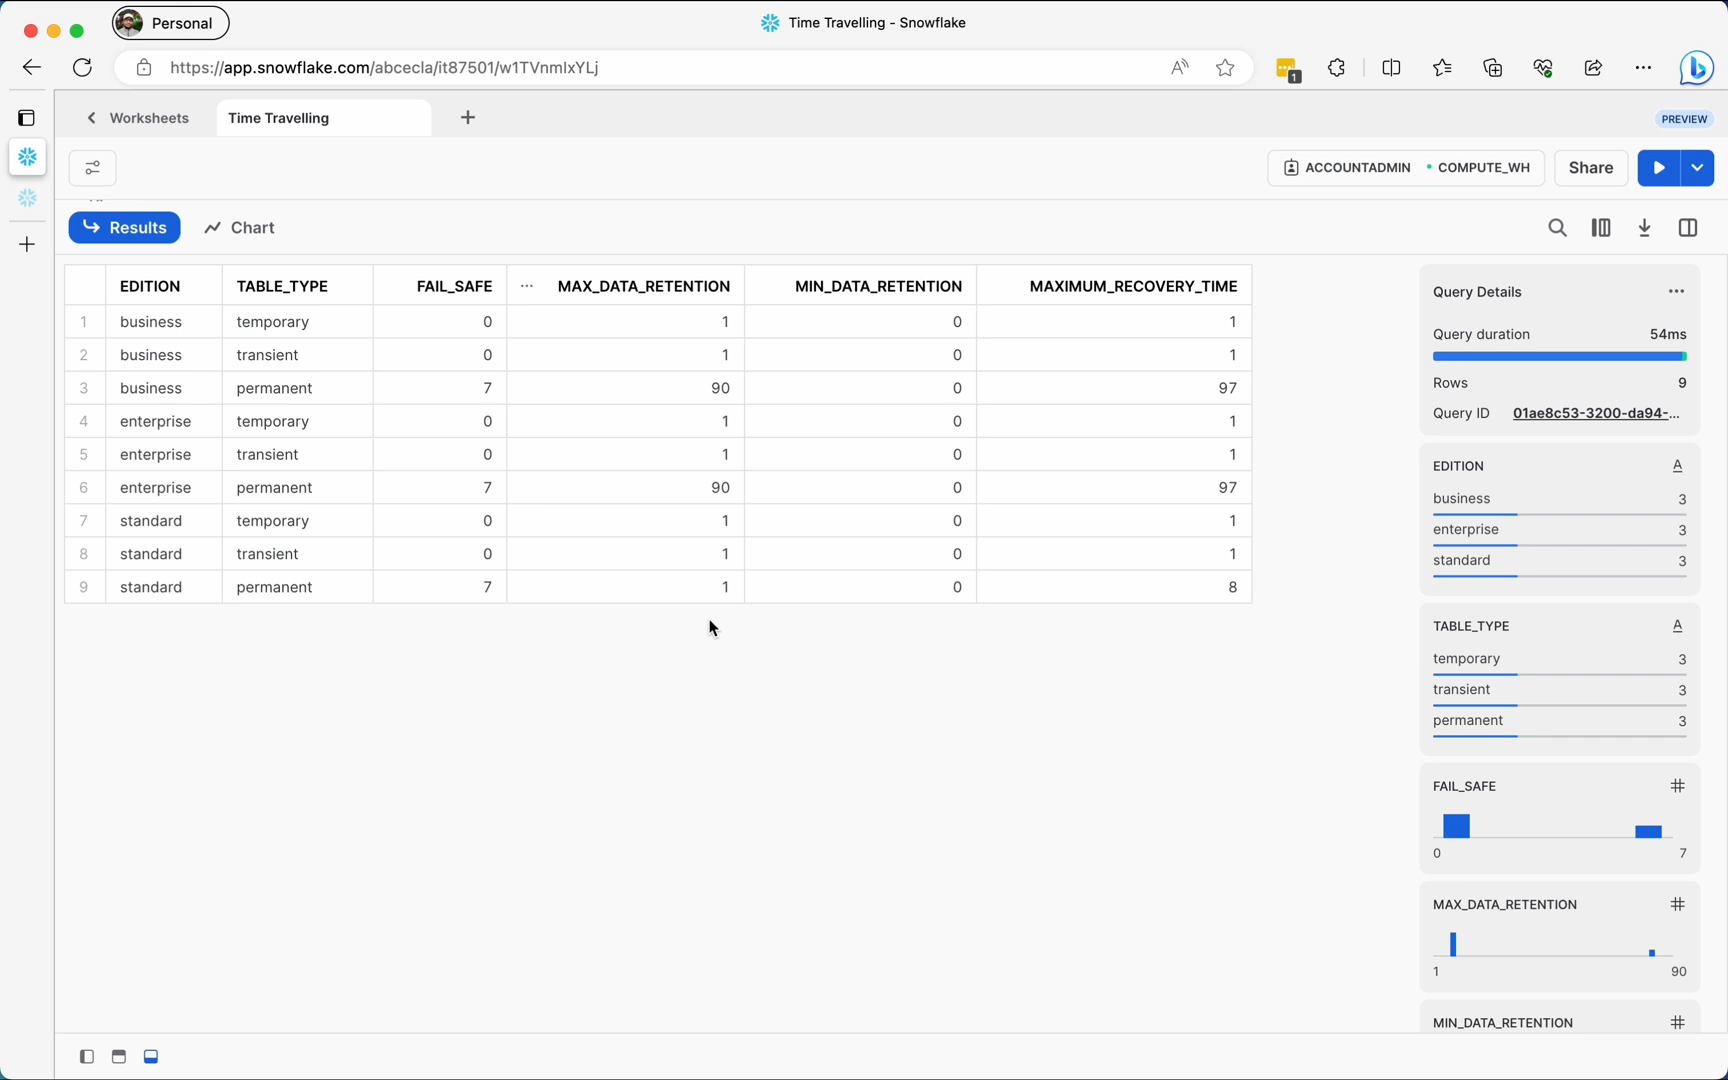 Personal
Time Travelling - Snowflake
https://app.snowflake.com/abcecla/it87501/w1TVnmIxYLj
1
Worksheets
Time Travelling
PREVIEW
ACCOUNTADMIN
COMPUTE_WH
Share
Results
Chart
EDITION TABLE_TYPE FAIL_SAFE ... MAX_DATA_RETENTION MIN_DATA_RETENTION MAXIMUM_RECOVERY_TIME
1 business temporary 0 1 0 1
2 business transient 0 1 0 1
3 business permanent 7 90 0 97
4 enterprise temporary 0 1 0 1
5 enterprise transient 0 1 0 1
6 enterprise permanent 7 90 0 97
7 standard temporary 0 1 0 1
8 standard transient 0 1 0 1
9 standard permanent 7 1 0 8
Query Details
Query duration 54ms
Rows 9
Query ID 01ae8c53-3200-da94-...
EDITION A
business 3
enterprise 3
standard 3
TABLE_TYPE A
temporary 3
transient 3
permanent 3
FAIL_SAFE #
0 7
MAX_DATA_RETENTION #
1 90
MIN_DATA_RETENTION #